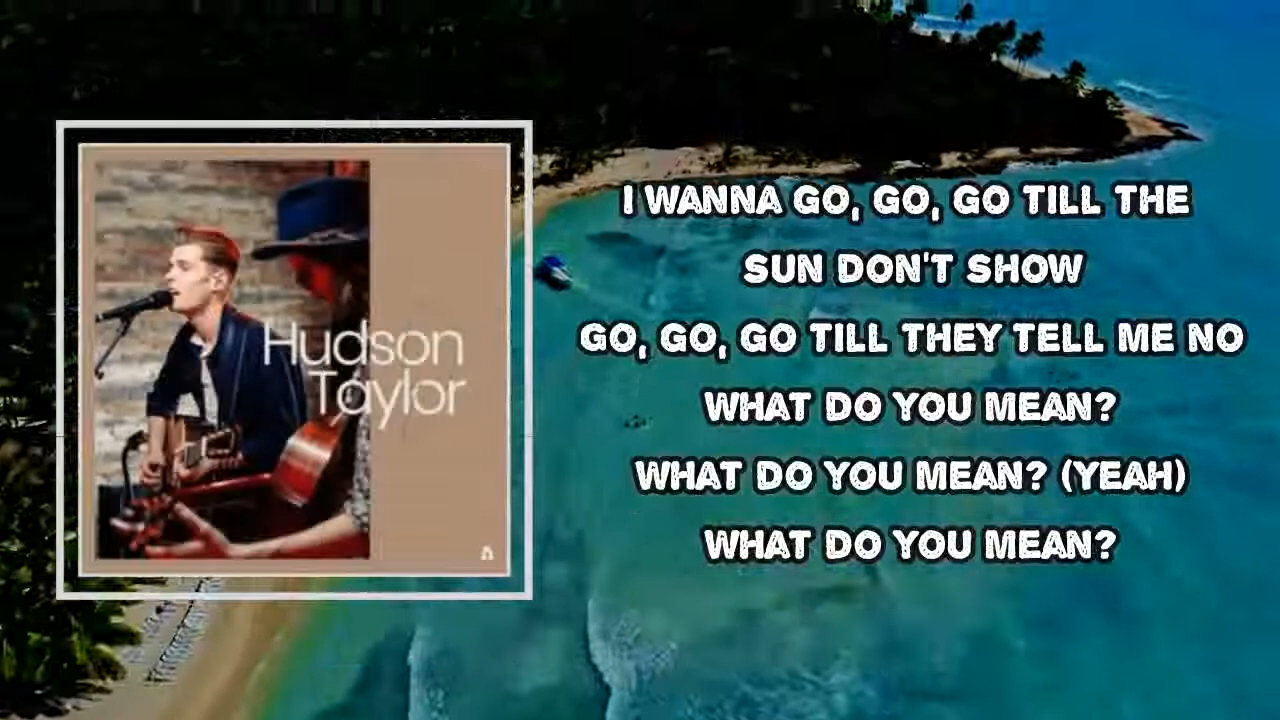 Hudson
Taylor
I WANNA GO, GO, GO TILL THE
SUN DON'T SHOW
GO, GO, GO TILL THEY TELL ME NO
WHAT DO YOU MEAN?
WHAT DO YOU MEAN? (YEAH)
WHAT DO YOU MEAN?